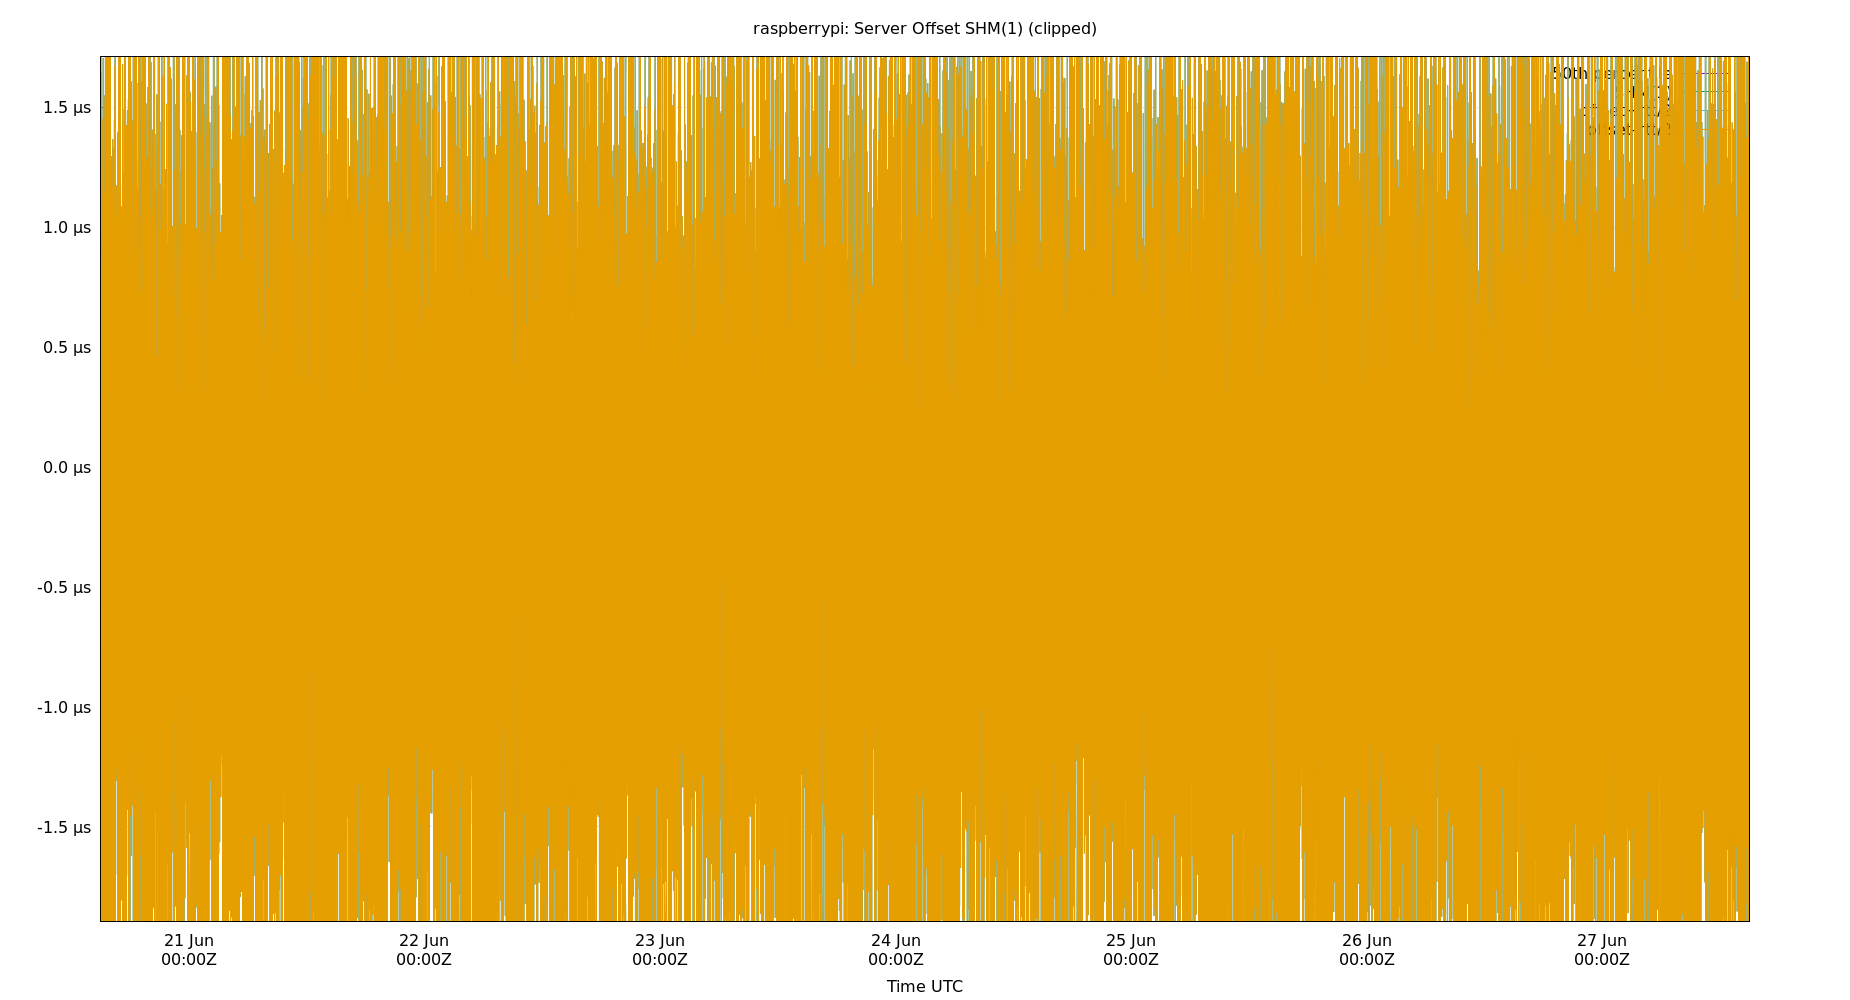 raspberrypi: Server Offset SHM(1) (clipped)
50th percentile
1.5 µs
1.0 µs
0.5 µs
0.0 µs
-0.5 µs
-1.0 µs
-1.5 µs
21 Jun 00:00Z
22 Jun 00:00Z
23 Jun 00:00Z
24 Jun 00:00Z
25 Jun 00:00Z
26 Jun 00:00Z
27 Jun 00:00Z
Time UTC